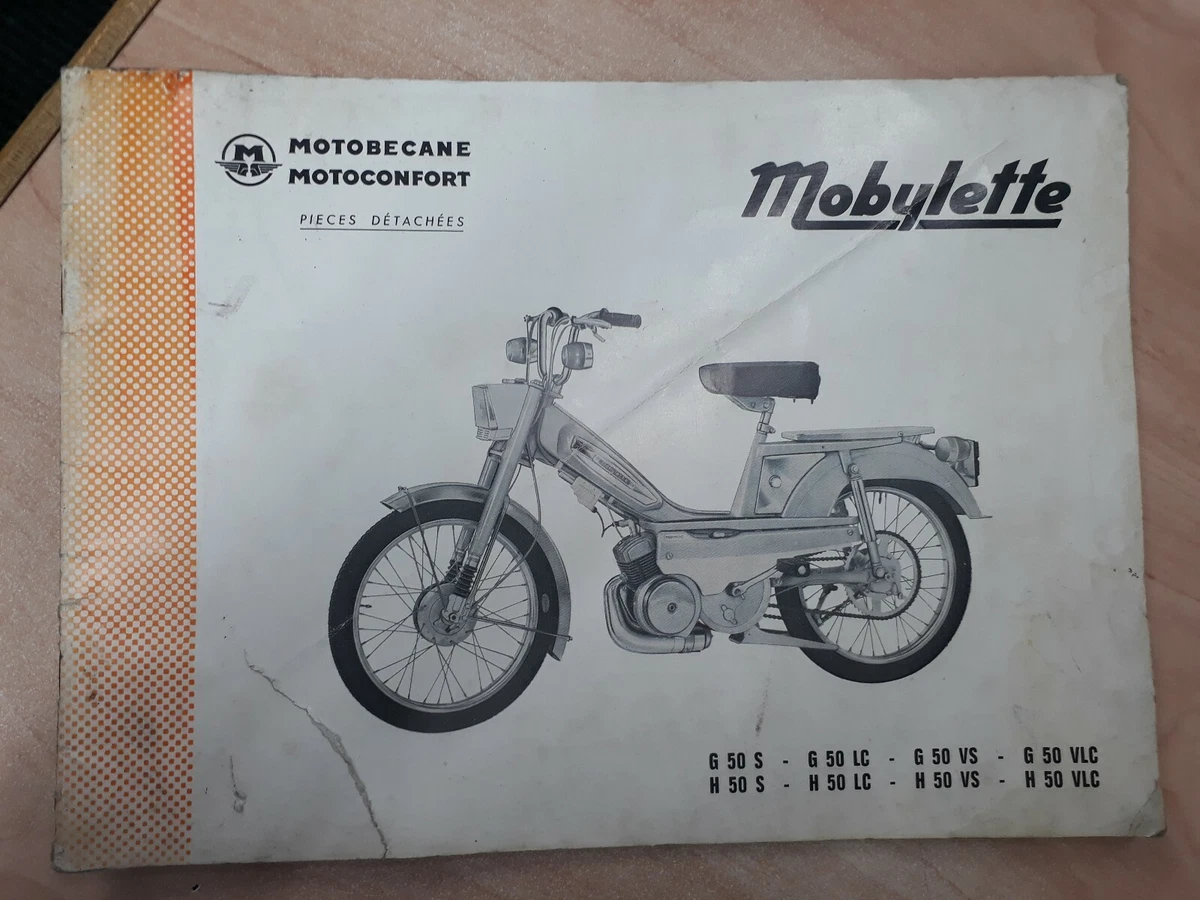 M
MOTOBECANE
MOTOCONFORT
PIECES DÉTACHÉES
Mobylette
G 50 S - G 50 LC - G 50 VS - G 50 VLC
H 50 S - H 50 LC - H 50 VS - H 50 VLC